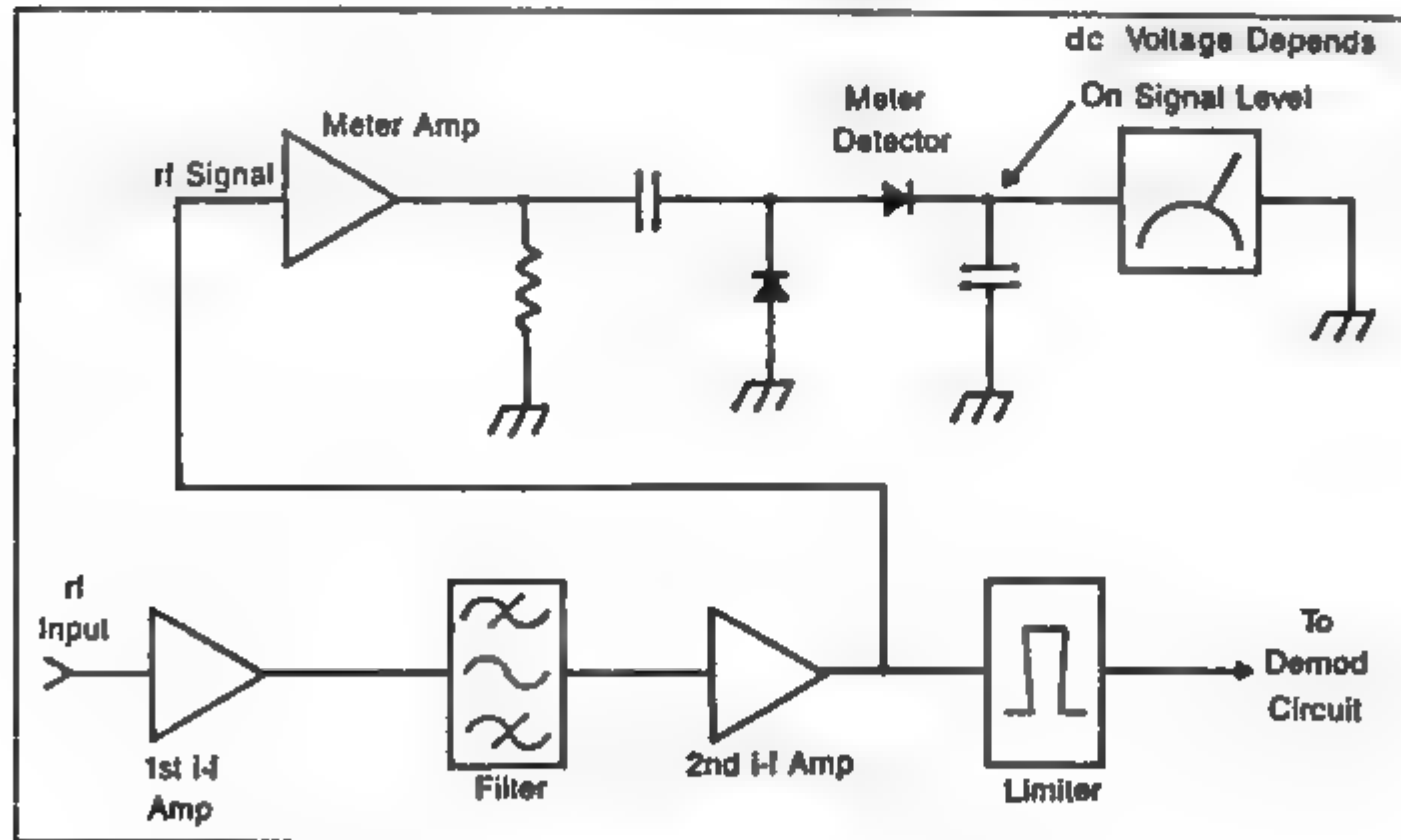 dc Voltage Depends
On Signal Level
Meter
Detector
Meter Amp
rf Signal
rf
Input
1st i-f
Amp
Filter
2nd i-f Amp
Limiter
To
Demod
Circuit